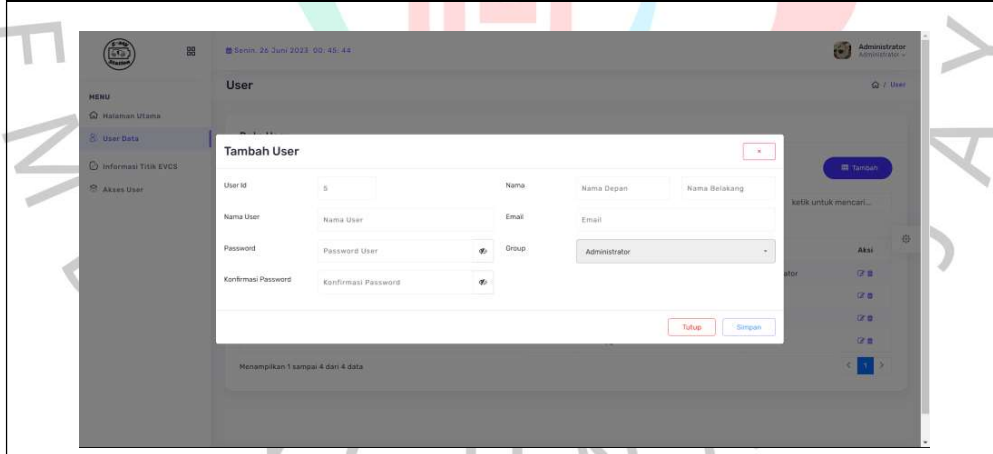 Senin, 26 Juni 2023 00: 45: 44
Administrator
Administrator
User
/ User
MENU
Halaman Utama
User Data
Informasi Titik EVCS
Akses User
Tambah User
×
Tambah
User Id
5
Nama
Nama Depan
Nama Belakang
ketik untuk mencari...
Nama User
Nama User
Email
Email
Password
Password User
Group
Administrator
Aksi
Konfirmasi Password
Konfirmasi Password
Tutup
Simpan
Menampilkan 1 sampai 4 dari 4 data
< 1 >